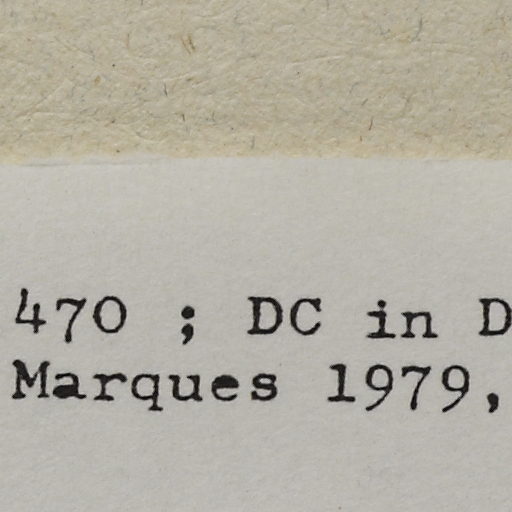 470 ; DC in D
Marques 1979,